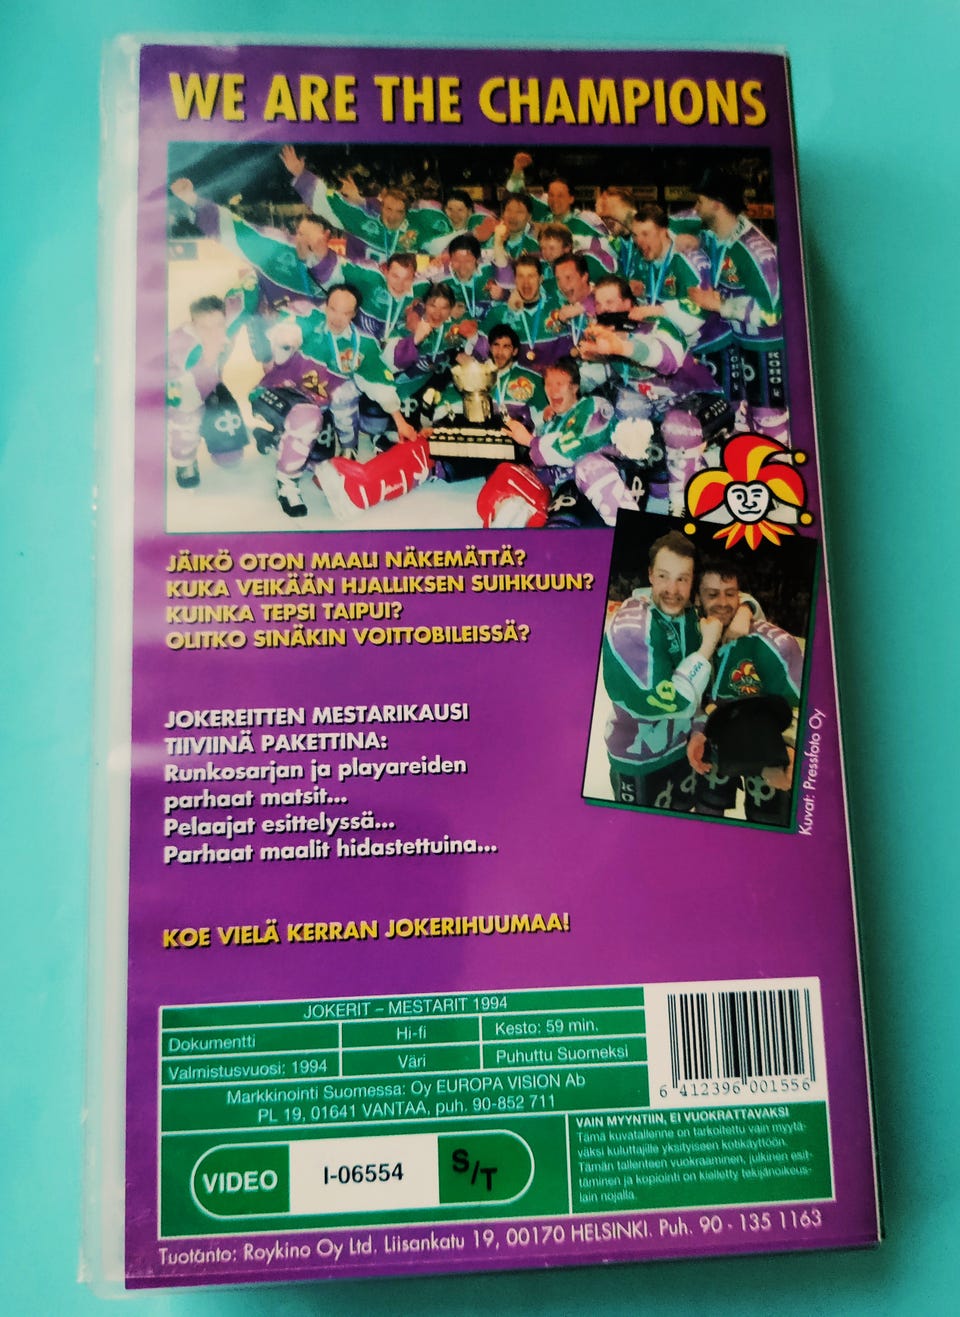 WE ARE THE CHAMPIONS
JÄIKÖ OTON MAALI NÄKEMÄTTÄ?
KUKA VEIKÄÄN HJALLIKSEN SUIHKUUN?
KUINKA TEPSI TAIPUI?
OLITKO SINÄKIN VOITTOBILEISSÄ?
JOKEREITTEN MESTARIKAUSI
TIIVIINÄ PAKETTINA:
Runkosarjan ja playareiden
parhaat matsit...
Pelaajat esittelyssä...
Parhaat maalit hidastettuina...
Kuvat: Pressfoto Oy
KOE VIELÄ KERRAN JOKERIHUUMAA!
JOKERIT – MESTARIT 1994
Dokumentti
Hi-fi
Kesto: 59 min.
Valmistusvuosi: 1994
Väri
Puhuttu Suomeksi
Markkinointi Suomessa: Oy EUROPA VISION Ab
PL 19, 01641 VANTAA, puh. 90-852 711
6 412396 001556
VIDEO
I-06554
S/T
VAIN MYYNTIIN, EI VUOKRATTAVAKSI
Tämä kuvatallenne on tarkoitettu vain myytä-
väksi kuluttajille yksityiseen kotikäyttöön.
Tämän tallenteen vuokraaminen, julkinen esit-
täminen ja kopiointi on kielletty tekijänoikeus-
lain nojalla.
Tuotanto: Roykino Oy Ltd. Liisankatu 19, 00170 HELSINKI. Puh. 90 - 135 1163